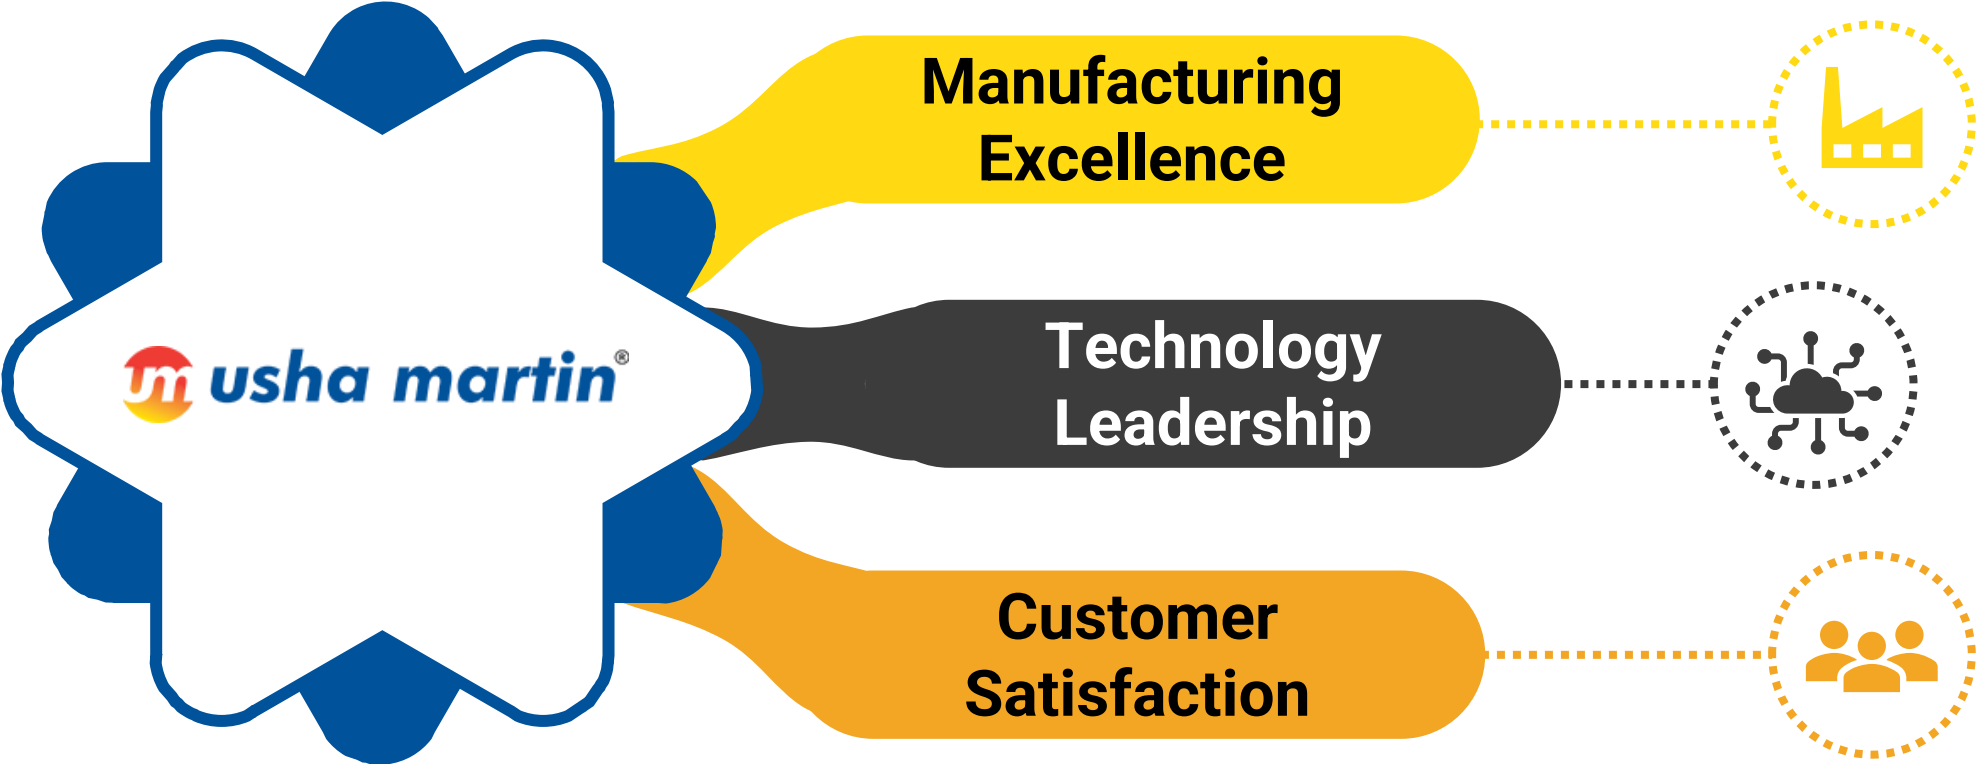 usha martin®
Manufacturing
Excellence
Technology
Leadership
Customer
Satisfaction